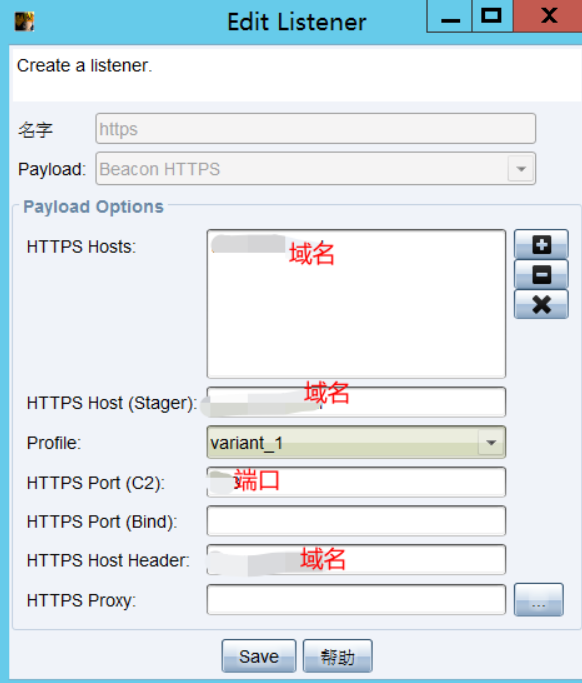 Edit Listener
Create a listener.
名字 https
Payload: Beacon HTTPS
Payload Options
HTTPS Hosts: 域名
HTTPS Host (Stager): 域名
Profile: variant_1
HTTPS Port (C2): 端口
HTTPS Port (Bind):
HTTPS Host Header: 域名
HTTPS Proxy: ...
Save 帮助